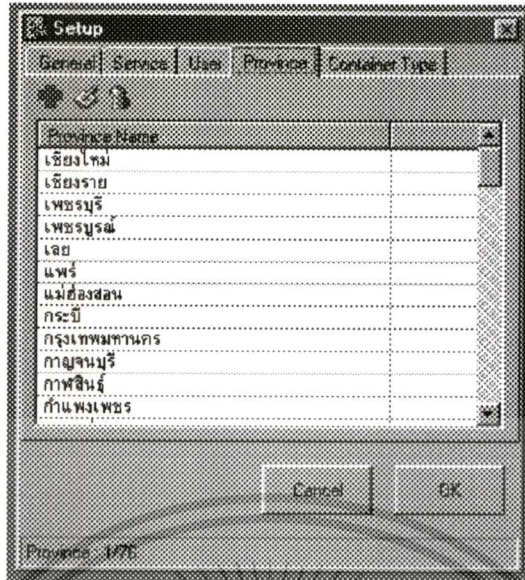 Setup
General Service User Province Container Type
Province Name
เชียงใหม่
เชียงราย
เพชรบุรี
เพชรบูรณ์
เลย
แพร่
แม่ฮ่องสอน
กระบี่
กรุงเทพมหานคร
กาญจนบุรี
กาฬสินธุ์
กำแพงเพชร
Cancel OK
Province 1/76